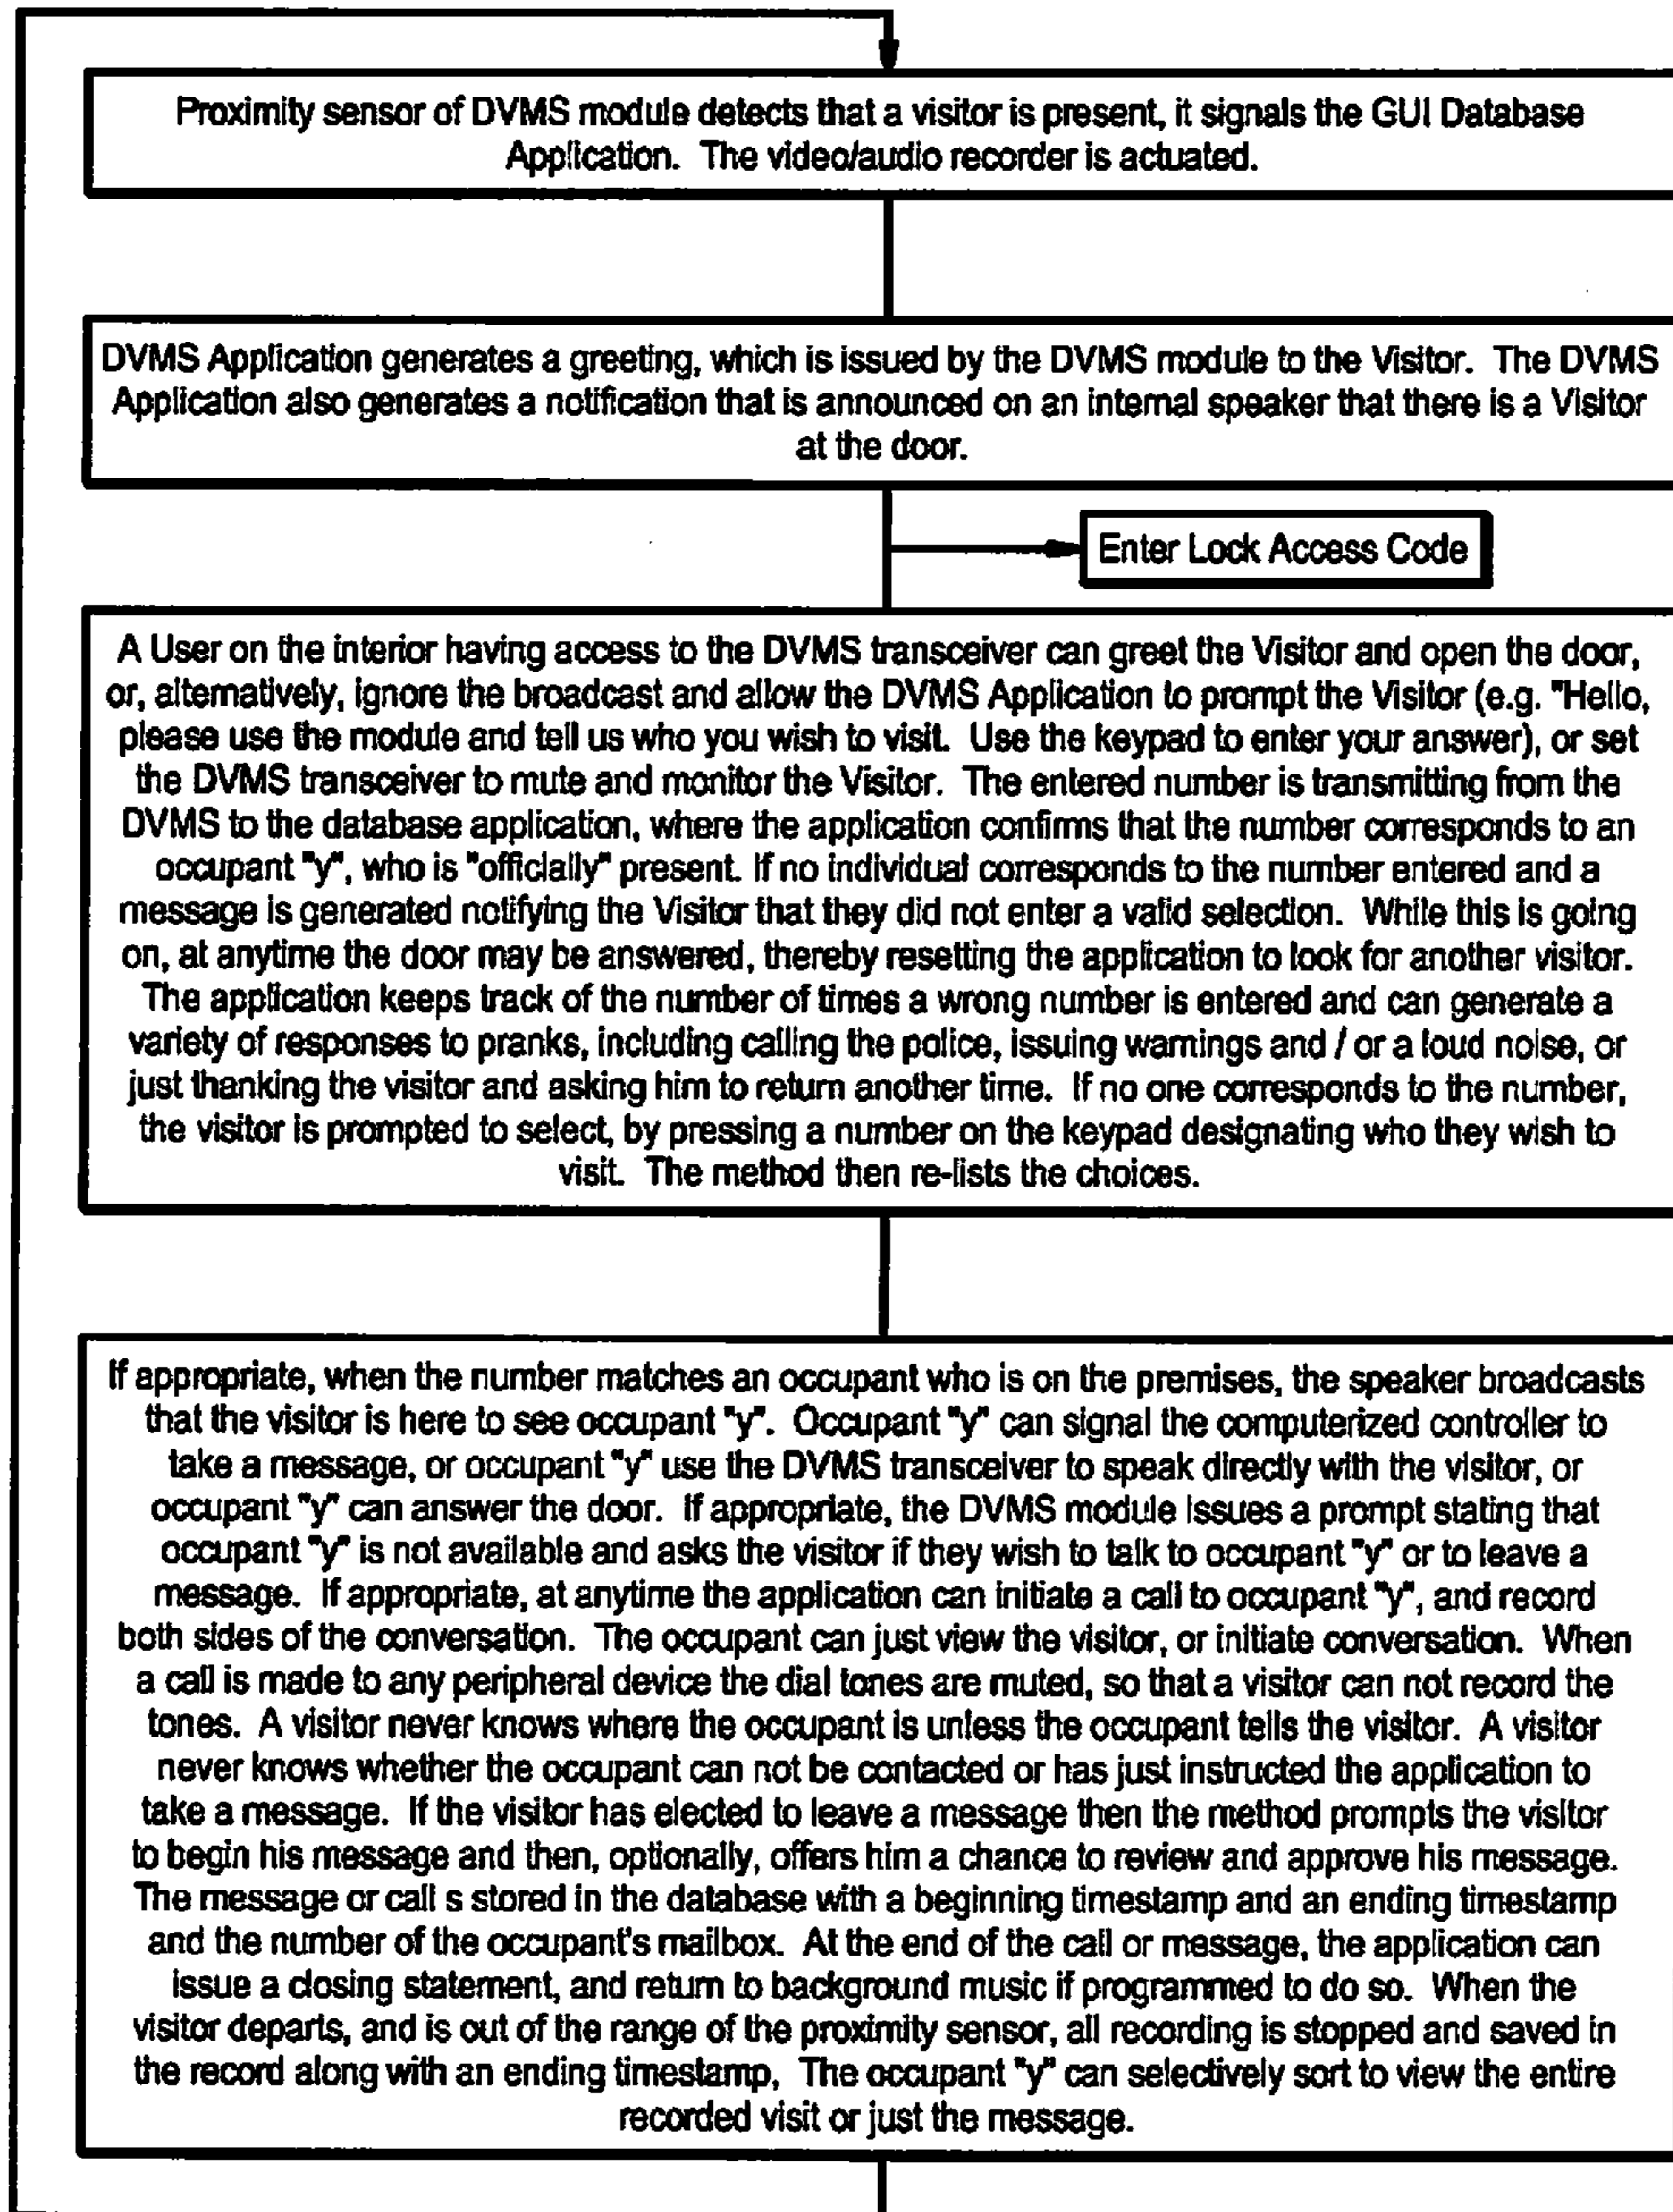 Proximity sensor of DVMS module detects that a visitor is present, it signals the GUI Database
Application. The video/audio recorder is actuated.
DVMS Application generates a greeting, which is issued by the DVMS module to the Visitor. The DVMS
Application also generates a notification that is announced on an internal speaker that there is a Visitor
at the door.
Enter Lock Access Code
A User on the interior having access to the DVMS transceiver can greet the Visitor and open the door,
or, alternatively, ignore the broadcast and allow the DVMS Application to prompt the Visitor (e.g. "Hello,
please use the module and tell us who you wish to visit. Use the keypad to enter your answer), or set
the DVMS transceiver to mute and monitor the Visitor. The entered number is transmitting from the
DVMS to the database application, where the application confirms that the number corresponds to an
occupant "y", who is "officially" present. If no individual corresponds to the number entered and a
message is generated notifying the Visitor that they did not enter a valid selection. While this is going
on, at anytime the door may be answered, thereby resetting the application to look for another visitor.
The application keeps track of the number of times a wrong number is entered and can generate a
variety of responses to pranks, including calling the police, issuing warnings and / or a loud noise, or
just thanking the visitor and asking him to return another time. If no one corresponds to the number,
the visitor is prompted to select, by pressing a number on the keypad designating who they wish to
visit. The method then re-lists the choices.
If appropriate, when the number matches an occupant who is on the premises, the speaker broadcasts
that the visitor is here to see occupant "y". Occupant "y" can signal the computerized controller to
take a message, or occupant "y" use the DVMS transceiver to speak directly with the visitor, or
occupant "y" can answer the door. If appropriate, the DVMS module issues a prompt stating that
occupant "y" is not available and asks the visitor if they wish to talk to occupant "y" or to leave a
message. If appropriate, at anytime the application can initiate a call to occupant "y", and record
both sides of the conversation. The occupant can just view the visitor, or initiate conversation. When
a call is made to any peripheral device the dial tones are muted, so that a visitor can not record the
tones. A visitor never knows where the occupant is unless the occupant tells the visitor. A visitor
never knows whether the occupant can not be contacted or has just instructed the application to
take a message. If the visitor has elected to leave a message then the method prompts the visitor
to begin his message and then, optionally, offers him a chance to review and approve his message.
The message or call s stored in the database with a beginning timestamp and an ending timestamp
and the number of the occupant's mailbox. At the end of the call or message, the application can
issue a closing statement, and return to background music if programmed to do so. When the
visitor departs, and is out of the range of the proximity sensor, all recording is stopped and saved in
the record along with an ending timestamp, The occupant "y" can selectively sort to view the entire
recorded visit or just the message.